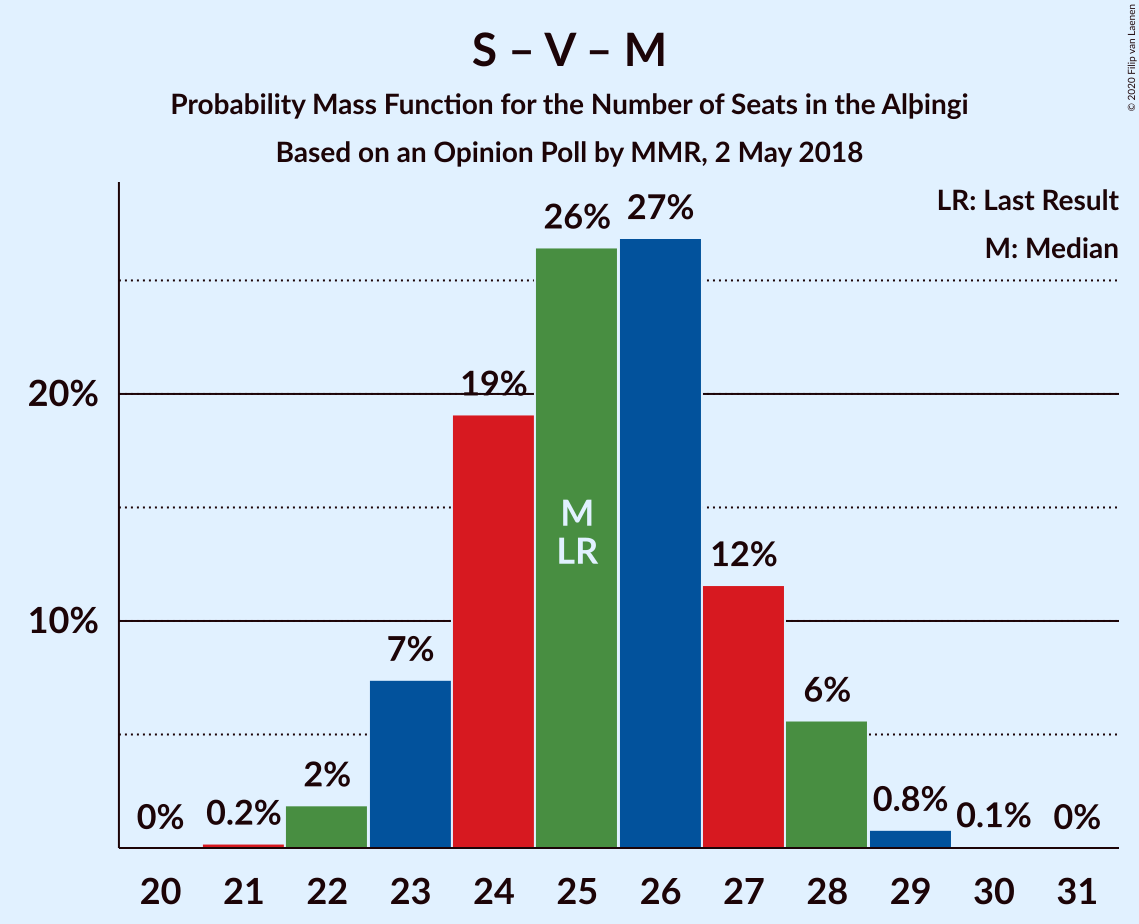 S – V – M
Probability Mass Function for the Number of Seats in the Alþingi
Based on an Opinion Poll by MMR, 2 May 2018
© 2020 Filip van Laenen
LR: Last Result
M: Median
20%
10%
0%
0.2%
2%
7%
19%
26%
27%
12%
6%
0.8%
0.1%
0%
M
LR
20 21 22 23 24 25 26 27 28 29 30 31